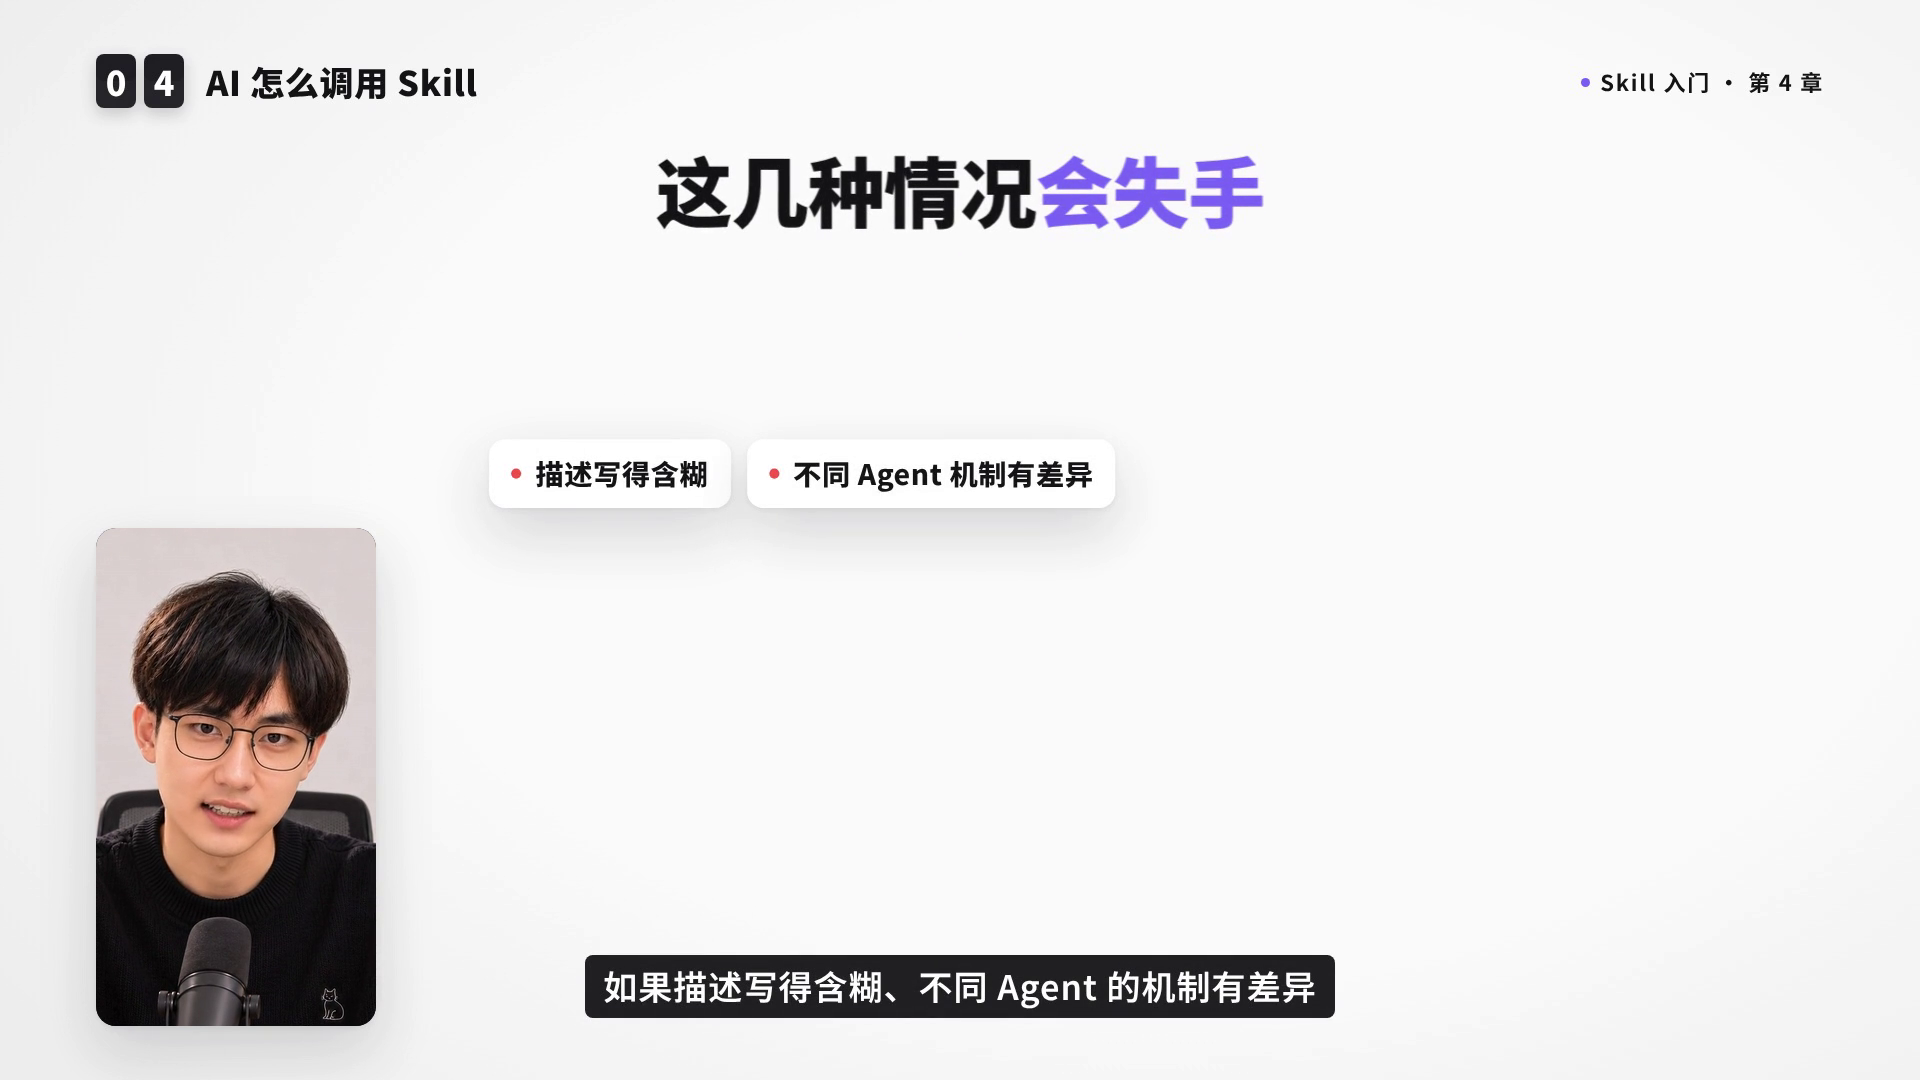 04 AI 怎么调用 Skill
Skill 入门 · 第 4 章
这几种情况会失手
描述写得含糊
不同 Agent 机制有差异
如果描述写得含糊、不同 Agent 的机制有差异